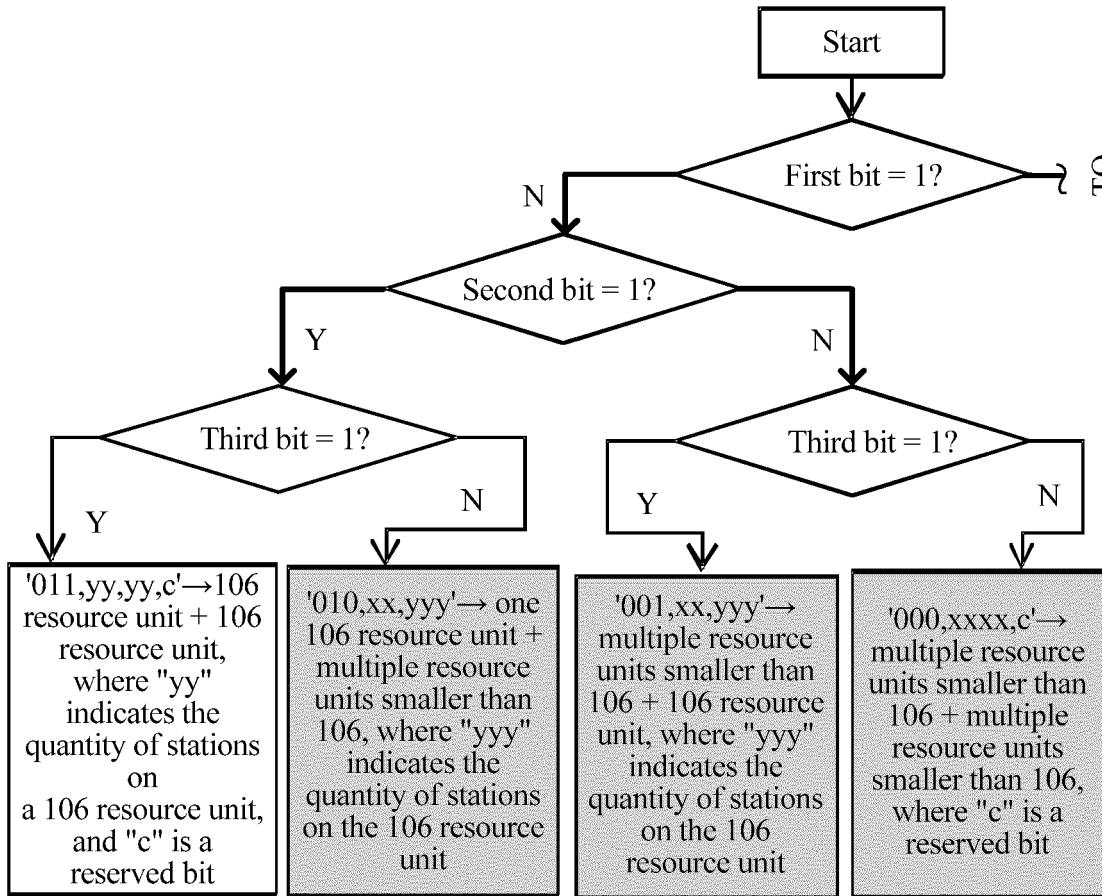 Start
First bit = 1?
TO
N
Second bit = 1?
Y
N
Third bit = 1?
Third bit = 1?
Y
N
Y
N
'011,yy,yy,c'→106
resource unit + 106
resource unit,
where "yy"
indicates the
quantity of stations
on
a 106 resource unit,
and "c" is a
reserved bit
'010,xx,yyy'→ one
106 resource unit +
multiple resource
units smaller than
106, where "yyy"
indicates the
quantity of stations
on the 106 resource
unit
'001,xx,yyy'→
multiple resource
units smaller than
106 + 106 resource
unit, where "yyy"
indicates the
quantity of stations
on the 106
resource unit
'000,xxxx,c'→
multiple resource
units smaller than
106 + multiple
resource units
smaller than 106,
where "c" is a
reserved bit